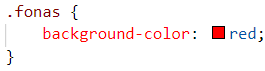 .fonas {
    background-color: red;
}